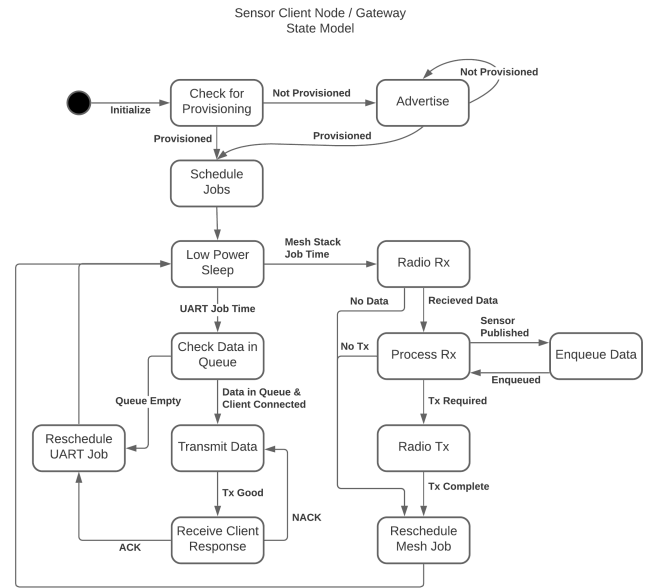 Sensor Client Node / Gateway
State Model
Check for
Provisioning
Not Provisioned
Advertise
Not Provisioned
Initialize
Provisioned
Provisioned
Schedule
Jobs
Low Power
Sleep
Mesh Stack
Job Time
Radio Rx
UART Job Time
No Data
Recieved Data
Check Data in
Queue
No Tx
Process Rx
Sensor
Published
Enqueue Data
Enqueued
Queue Empty
Data in Queue &
Client Connected
Tx Required
Reschedule
UART Job
Transmit Data
Radio Tx
Tx Good
Tx Complete
NACK
Receive Client
Response
ACK
Reschedule
Mesh Job